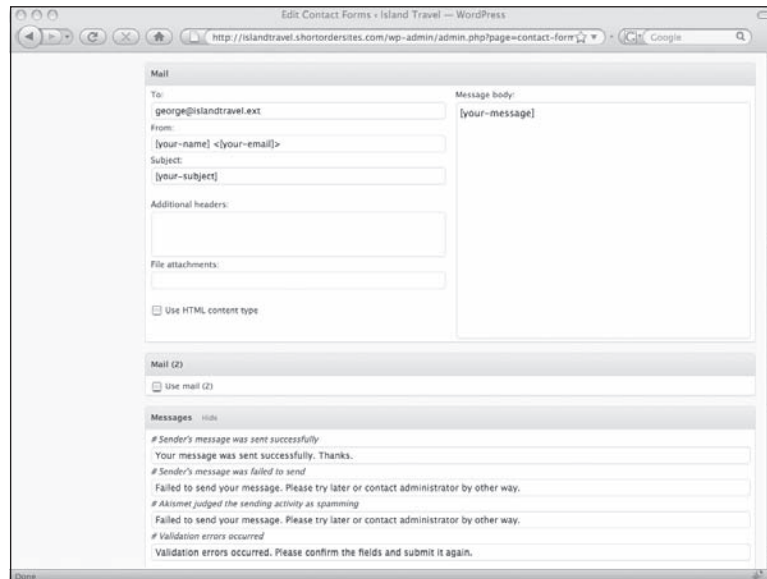 Edit Contact Forms ‹ Island Travel — WordPress
http://islandtravel.shortordersites.com/wp-admin/admin.php?page=contact-form
Google
Mail
To:
george@islandtravel.ext
From:
[your-name] <[your-email]>
Subject:
[your-subject]
Additional headers:
File attachments:
Use HTML content type
Message body:
[your-message]
Mail (2)
Use mail (2)
Messages Hide
# Sender's message was sent successfully
Your message was sent successfully. Thanks.
# Sender's message was failed to send
Failed to send your message. Please try later or contact administrator by other way.
# Akismet judged the sending activity as spamming
Failed to send your message. Please try later or contact administrator by other way.
# Validation errors occurred
Validation errors occurred. Please confirm the fields and submit it again.
Done